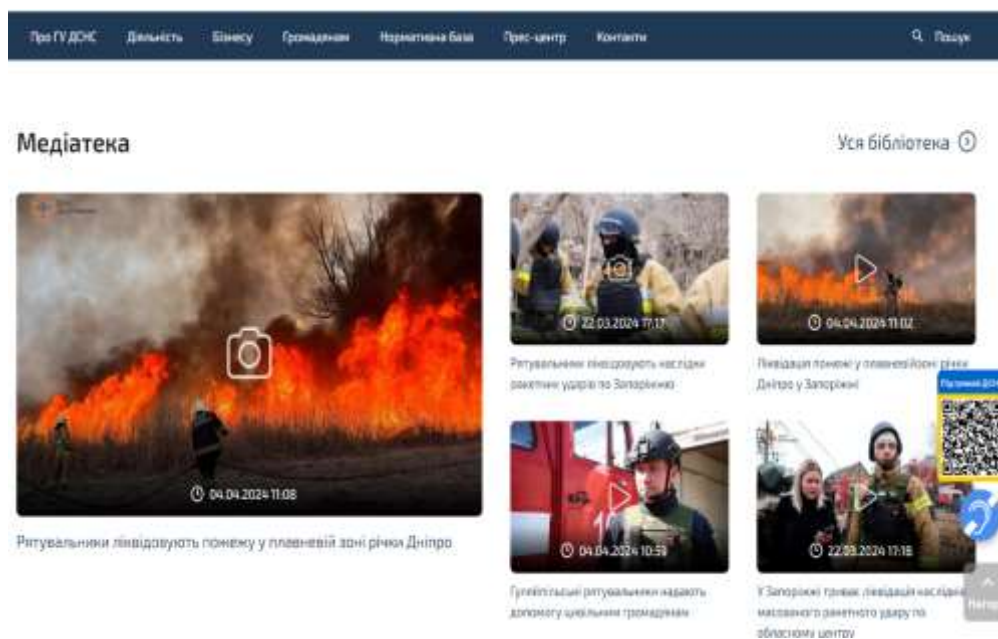 Про ГУ ДСНС Діяльність Бізнесу Громадянам Нормативна база Прес-центр Контакти Пошук
Медіатека
Уся бібліотека
04.04.2024 11:08
Рятувальники ліквідовують пожежу у плавневій зоні річки Дніпро
22.03.2024 17:17
Рятувальники ліквідовують наслідки
ракетних ударів по Запоріжжю
04.04.2024 11:02
Ліквідація пожежі у плавневій зоні річки
Дніпро у Запоріжжі
04.04.2024 10:59
Гуляйпільські рятувальники надають
допомогу цивільним громадянам
22.03.2024 17:18
У Запоріжжі триває ліквідація наслідків
масованого ракетного удару по
обласному центру